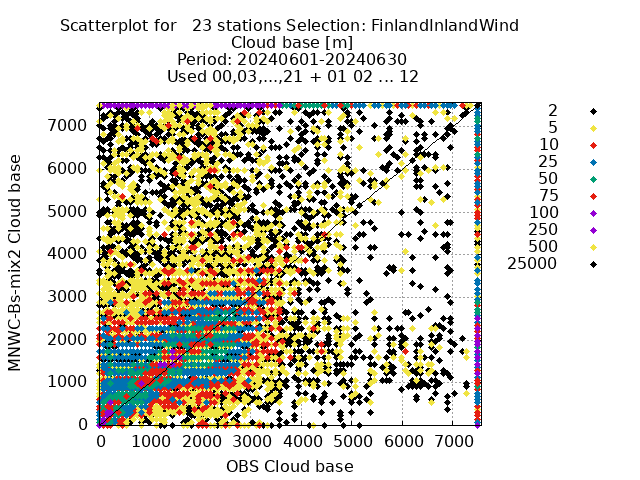 Scatterplot for   23 stations Selection: FinlandInlandWind
Cloud base [m]
Period: 20240601-20240630
Used 00,03,...,21 + 01 02 ... 12
MNWC-Bs-mix2 Cloud base
7000
6000
5000
4000
3000
2000
1000
0
0 1000 2000 3000 4000 5000 6000 7000
OBS Cloud base
2
5
10
25
50
75
100
250
500
25000